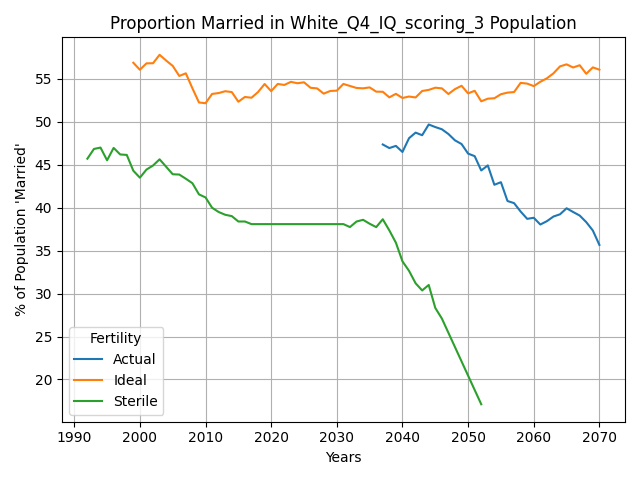 Proportion Married in White_Q4_IQ_scoring_3 Population
% of Population 'Married'
55
50
45
40
35
30
25
20
Fertility
Actual
Ideal
Sterile
1990 2000 2010 2020 2030 2040 2050 2060 2070
Years